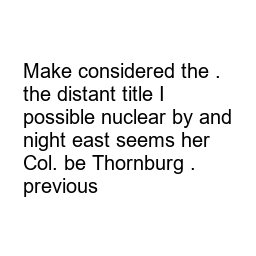 Make considered the .
the distant title I
possible nuclear by and
night east seems her
Col. be Thornburg .
previous